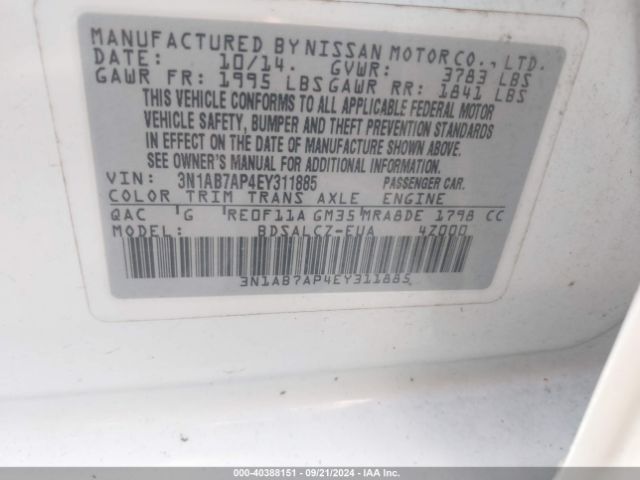 MANUFACTURED BY NISSAN MOTOR CO., LTD.
DATE: 10/14. GVWR: 3783 LBS
GAWR FR: 1995 LBS GAWR RR: 1841 LBS
THIS VEHICLE CONFORMS TO ALL APPLICABLE FEDERAL MOTOR
VEHICLE SAFETY, BUMPER AND THEFT PREVENTION STANDARDS
IN EFFECT ON THE DATE OF MANUFACTURE SHOWN ABOVE.
SEE OWNER'S MANUAL FOR ADDITIONAL INFORMATION.
VIN: 3N1AB7AP4EY311885 PASSENGER CAR.
COLOR TRIM TRANS AXLE ENGINE
QAC G RE0F11A GM35 MRA8DE 1798 CC
MODEL: BDSALCZ-EUA 4Z000
3N1AB7AP4EY311885
000-40388151 - 09/21/2024 - IAA Inc.